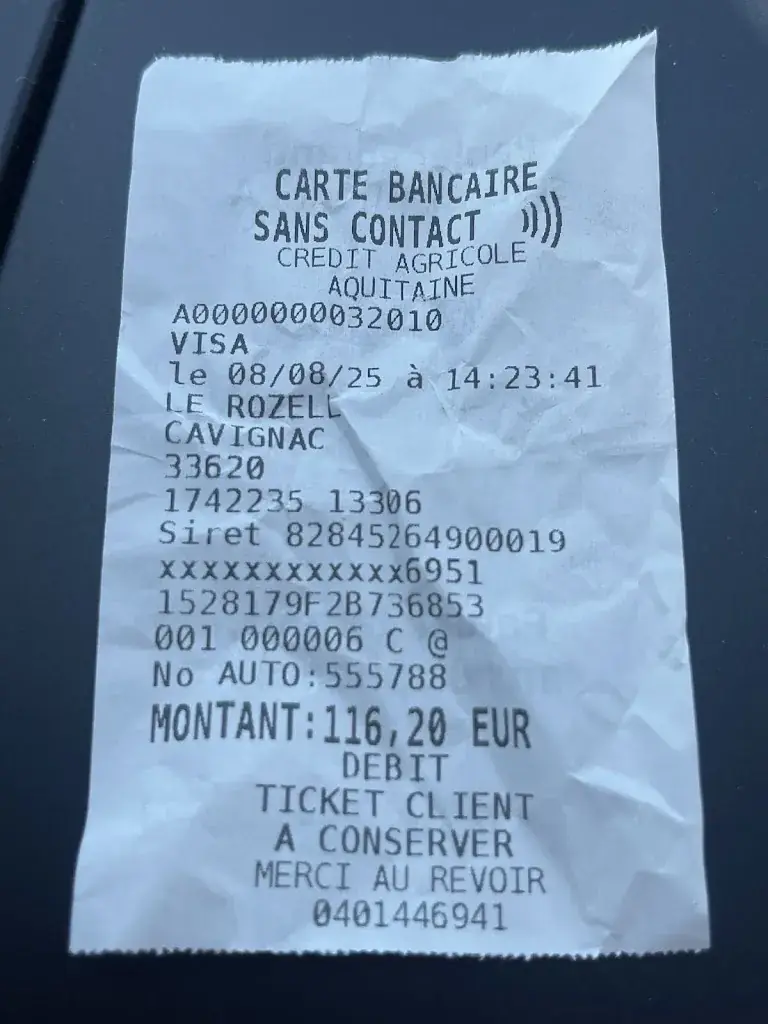 CARTE BANCAIRE
SANS CONTACT
CREDIT AGRICOLE
AQUITAINE
A0000000032010
VISA
le 08/08/25 à 14:23:41
LE ROZELL
CAVIGNAC
33620
1742235 13306
Siret 82845264900019
xxxxxxxxxxxx6951
1528179F2B736853
001 000006 C @
No AUTO:555788
MONTANT:116,20 EUR
DEBIT
TICKET CLIENT
A CONSERVER
MERCI AU REVOIR
0401446941